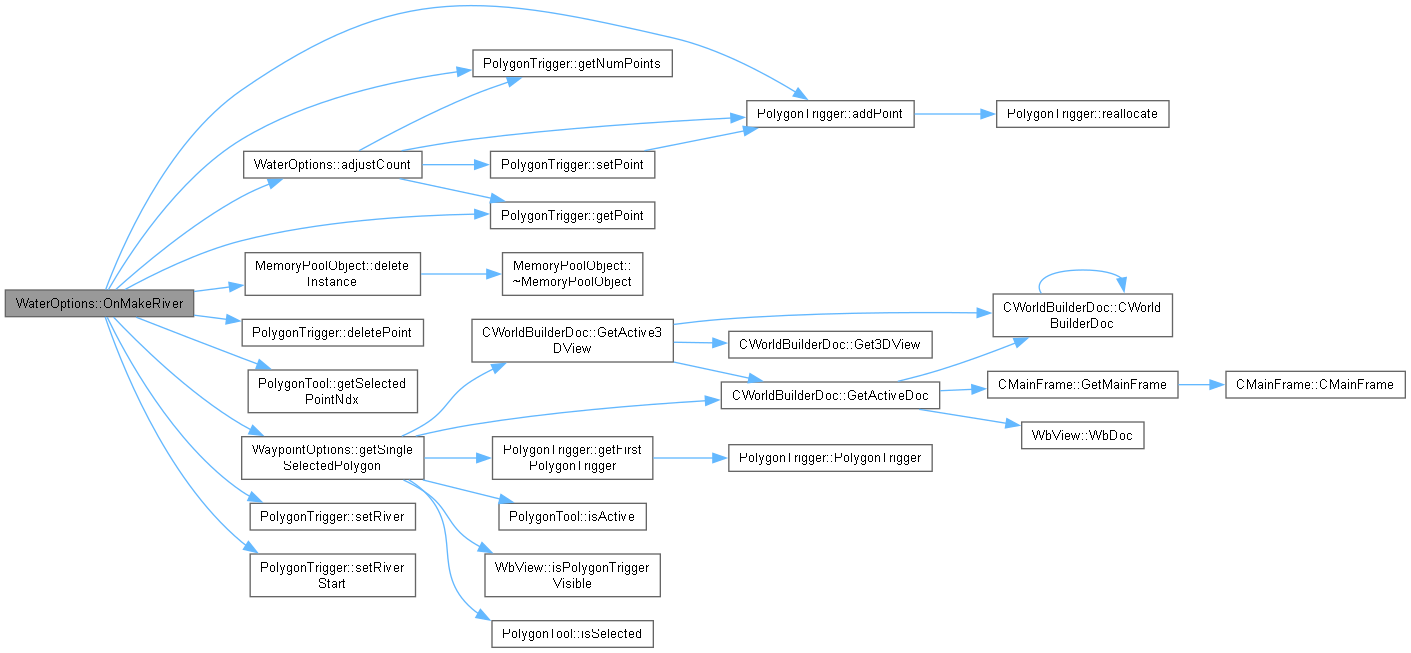 PolygonTrigger::getNumPoints
PolygonTrigger::addPoint
PolygonTrigger::reallocate
WaterOptions::adjustCount
PolygonTrigger::setPoint
PolygonTrigger::getPoint
MemoryPoolObject::delete
Instance
MemoryPoolObject::
~MemoryPoolObject
WaterOptions::OnMakeRiver
PolygonTrigger::deletePoint
CWorldBuilderDoc::GetActive3
DView
CWorldBuilderDoc::Get3DView
CWorldBuilderDoc::CWorld
BuilderDoc
PolygonTool::getSelected
PointNdx
CWorldBuilderDoc::GetActiveDoc
CMainFrame::GetMainFrame
CMainFrame::CMainFrame
WbView::WbDoc
WaypointOptions::getSingle
SelectedPolygon
PolygonTrigger::getFirst
PolygonTrigger
PolygonTrigger::PolygonTrigger
PolygonTrigger::setRiver
PolygonTool::isActive
PolygonTrigger::setRiver
Start
WbView::isPolygonTrigger
Visible
PolygonTool::isSelected